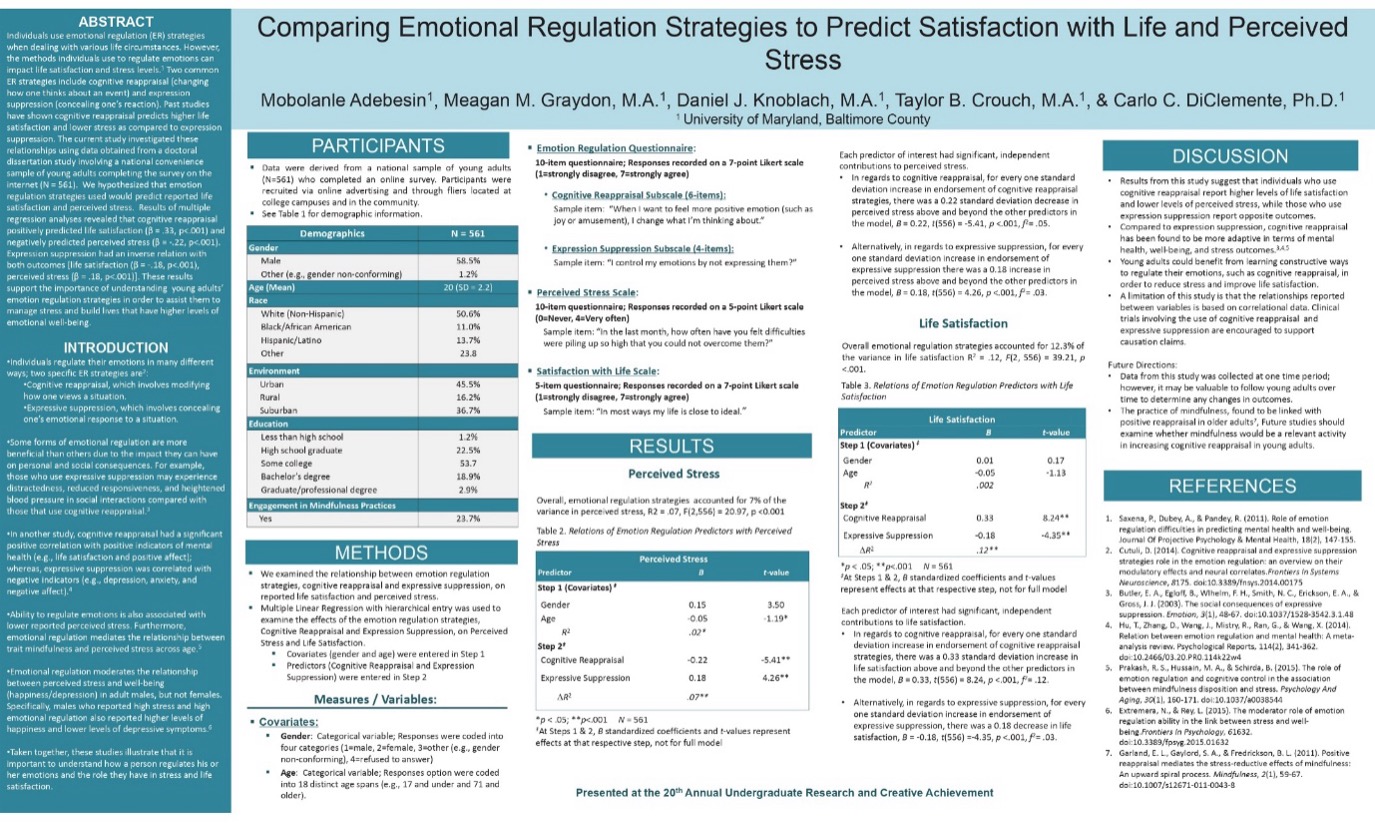 Comparing Emotional Regulation Strategies to Predict Satisfaction with Life and Perceived
Stress
Mobolanle Adebesin¹, Meagan M. Graydon, M.A.¹, Daniel J. Knoblach, M.A.¹, Taylor B. Crouch, M.A.¹, & Carlo C. DiClemente, Ph.D.¹
¹ University of Maryland, Baltimore County
ABSTRACT
Individuals use emotional regulation (ER) strategies
when dealing with various life circumstances. However,
the methods individuals use to regulate emotions can
impact life satisfaction and stress levels.¹ Two common
ER strategies include cognitive reappraisal (changing
how one thinks about an event) and expression
suppression (concealing one's reaction). Past studies
have shown cognitive reappraisal predicts higher life
satisfaction and lower stress as compared to expression
suppression. The current study investigated these
relationships using data obtained from a doctoral
dissertation study involving a national convenience
sample of young adults completing the survey on the
internet (N = 561). We hypothesized that emotion
regulation strategies used would predict reported life
satisfaction and perceived stress. Results of multiple
regression analyses revealed that cognitive reappraisal
positively predicted life satisfaction (β = .33, p<.001) and
negatively predicted perceived stress (β = -.22, p<.001).
Expression suppression had an inverse relation with
both outcomes [life satisfaction (β = -.18, p<.001),
perceived stress (β = .18, p<.001)]. These results
support the importance of understanding young adults'
emotion regulation strategies in order to assist them to
manage stress and build lives that have higher levels of
emotional well-being.
INTRODUCTION
•Individuals regulate their emotions in many different
ways; two specific ER strategies are²:
•Cognitive reappraisal, which involves modifying
how one views a situation.
•Expressive suppression, which involves concealing
one's emotional response to a situation.
•Some forms of emotional regulation are more
beneficial than others due to the impact they can have
on personal and social consequences. For example,
those who use expressive suppression may experience
distractedness, reduced responsiveness, and heightened
blood pressure in social interactions compared with
those that use cognitive reappraisal.³
•In another study, cognitive reappraisal had a significant
positive correlation with positive indicators of mental
health (e.g., life satisfaction and positive affect);
whereas, expressive suppression was correlated with
negative indicators (e.g., depression, anxiety, and
negative affect).⁴
•Ability to regulate emotions is also associated with
lower reported perceived stress. Furthermore,
emotional regulation mediates the relationship between
trait mindfulness and perceived stress across age.⁵
•Emotional regulation moderates the relationship
between perceived stress and well-being
(happiness/depression) in adult males, but not females.
Specifically, males who reported high stress and high
emotional regulation also reported higher levels of
happiness and lower levels of depressive symptoms.⁶
•Taken together, these studies illustrate that it is
important to understand how a person regulates his or
her emotions and the role they have in stress and life
satisfaction.
PARTICIPANTS
▪ Data were derived from a national sample of young adults
(N=561) who completed an online survey. Participants were
recruited via online advertising and through fliers located at
college campuses and in the community.
▪ See Table 1 for demographic information.
Demographics N = 561
Gender
Male 58.5%
Other (e.g., gender non-conforming) 1.2%
Age (Mean) 20 (SD = 2.2)
Race
White (Non-Hispanic) 50.6%
Black/African American 11.0%
Hispanic/Latino 13.7%
Other 23.8
Environment
Urban 45.5%
Rural 16.2%
Suburban 36.7%
Education
Less than high school 1.2%
High school graduate 22.5%
Some college 53.7
Bachelor's degree 18.9%
Graduate/professional degree 2.9%
Engagement in Mindfulness Practices
Yes 23.7%
METHODS
▪ We examined the relationship between emotion regulation
strategies, cognitive reappraisal and expressive suppression, on
reported life satisfaction and perceived stress.
▪ Multiple Linear Regression with hierarchical entry was used to
examine the effects of the emotion regulation strategies,
Cognitive Reappraisal and Expression Suppression, on Perceived
Stress and Life Satisfaction.
▪ Covariates (gender and age) were entered in Step 1
▪ Predictors (Cognitive Reappraisal and Expression
Suppression) were entered in Step 2
Measures / Variables:
▪ Covariates:
▪ Gender: Categorical variable; Responses were coded into
four categories (1=male, 2=female, 3=other (e.g., gender
non-conforming), 4=refused to answer)
▪ Age: Categorical variable; Responses option were coded
into 18 distinct age spans (e.g., 17 and under and 71 and
older).
▪ Emotion Regulation Questionnaire:
10-item questionnaire; Responses recorded on a 7-point Likert scale
(1=strongly disagree, 7=strongly agree)
• Cognitive Reappraisal Subscale (6-items):
Sample item: "When I want to feel more positive emotion (such as
joy or amusement), I change what I'm thinking about."
• Expression Suppression Subscale (4-items):
Sample item: "I control my emotions by not expressing them?"
▪ Perceived Stress Scale:
10-item questionnaire; Responses recorded on a 5-point Likert scale
(0=Never, 4=Very often)
Sample item: "In the last month, how often have you felt difficulties
were piling up so high that you could not overcome them?"
▪ Satisfaction with Life Scale:
5-item questionnaire; Responses recorded on a 7-point Likert scale
(1=strongly disagree, 7=strongly agree)
Sample item: "In most ways my life is close to ideal."
RESULTS
Perceived Stress
Overall, emotional regulation strategies accounted for 7% of the
variance in perceived stress, R2 = .07, F(2,556) = 20.97, p <0.001
Table 2. Relations of Emotion Regulation Predictors with Perceived
Stress
Perceived Stress
Predictor B t-value
Step 1 (Covariates) ‡
Gender 0.15 3.50
Age -0.05 -1.19*
R² .02*
Step 2‡
Cognitive Reappraisal -0.22 -5.41**
Expressive Suppression 0.18 4.26**
ΔR² .07**
*p < .05; **p<.001 N = 561
‡At Steps 1 & 2, B standardized coefficients and t-values represent
effects at that respective step, not for full model
Each predictor of interest had significant, independent
contributions to perceived stress.
• In regards to cognitive reappraisal, for every one standard
deviation increase in endorsement of cognitive reappraisal
strategies, there was a 0.22 standard deviation decrease in
perceived stress above and beyond the other predictors in
the model, B = 0.22, t(556) = -5.41, p <.001, f²= .05.
• Alternatively, in regards to expressive suppression, for every
one standard deviation increase in endorsement of
expressive suppression there was a 0.18 increase in
perceived stress above and beyond the other predictors in
the model, B = 0.18, t(556) = 4.26, p <.001, f²= .03.
Life Satisfaction
Overall emotional regulation strategies accounted for 12.3% of
the variance in life satisfaction R² = .12, F(2, 556) = 39.21, p
<.001.
Table 3. Relations of Emotion Regulation Predictors with Life
Satisfaction
Life Satisfaction
Predictor B t-value
Step 1 (Covariates) ‡
Gender 0.01 0.17
Age -0.05 -1.13
R² .002
Step 2‡
Cognitive Reappraisal 0.33 8.24**
Expressive Suppression -0.18 -4.35**
ΔR² .12**
*p < .05; **p<.001 N = 561
‡At Steps 1 & 2, B standardized coefficients and t-values
represent effects at that respective step, not for full model
Each predictor of interest had significant, independent
contributions to life satisfaction.
• In regards to cognitive reappraisal, for every one standard
deviation increase in endorsement of cognitive reappraisal
strategies, there was a 0.33 standard deviation increase in
life satisfaction above and beyond the other predictors in
the model, B = 0.33, t(556) = 8.24, p <.001, f²= .12.
• Alternatively, in regards to expressive suppression, for every
one standard deviation increase in endorsement of
expressive suppression, there was a 0.18 decrease in life
satisfaction, B = -0.18, t(556) =-4.35, p <.001, f²= .03.
DISCUSSION
• Results from this study suggest that individuals who use
cognitive reappraisal report higher levels of life satisfaction
and lower levels of perceived stress, while those who use
expression suppression report opposite outcomes.
• Compared to expression suppression, cognitive reappraisal
has been found to be more adaptive in terms of mental
health, well-being, and stress outcomes.³,⁴,⁵
• Young adults could benefit from learning constructive ways
to regulate their emotions, such as cognitive reappraisal, in
order to reduce stress and improve life satisfaction.
• A limitation of this study is that the relationships reported
between variables is based on correlational data. Clinical
trials involving the use of cognitive reappraisal and
expressive suppression are encouraged to support
causation claims.
Future Directions:
• Data from this study was collected at one time period;
however, it may be valuable to follow young adults over
time to determine any changes in outcomes.
• The practice of mindfulness, found to be linked with
positive reappraisal in older adults⁷, Future studies should
examine whether mindfulness would be a relevant activity
in increasing cognitive reappraisal in young adults.
REFERENCES
1. Saxena, P., Dubey, A., & Pandey, R. (2011). Role of emotion
regulation difficulties in predicting mental health and well-being.
Journal Of Projective Psychology & Mental Health, 18(2), 147-155.
2. Cutuli, D. (2014). Cognitive reappraisal and expressive suppression
strategies role in the emotion regulation: an overview on their
modulatory effects and neural correlates.Frontiers In Systems
Neuroscience, 8175. doi:10.3389/fnsys.2014.00175
3. Butler, E. A., Egloff, B., Wlhelm, F. H., Smith, N. C., Erickson, E. A., &
Gross, J. J. (2003). The social consequences of expressive
suppression. Emotion, 3(1), 48-67. doi:10.1037/1528-3542.3.1.48
4. Hu, T., Zhang, D., Wang, J., Mistry, R., Ran, G., & Wang, X. (2014).
Relation between emotion regulation and mental health: A meta-
analysis review. Psychological Reports, 114(2), 341-362.
doi:10.2466/03.20.PR0.114k22w4
5. Prakash, R. S., Hussain, M. A., & Schirda, B. (2015). The role of
emotion regulation and cognitive control in the association
between mindfulness disposition and stress. Psychology And
Aging, 30(1), 160-171. doi:10.1037/a0038544
6. Extremera, N., & Rey, L. (2015). The moderator role of emotion
regulation ability in the link between stress and well-
being.Frontiers In Psychology, 61632.
doi:10.3389/fpsyg.2015.01632
7. Garland, E. L., Gaylord, S. A., & Fredrickson, B. L. (2011). Positive
reappraisal mediates the stress-reductive effects of mindfulness:
An upward spiral process. Mindfulness, 2(1), 59-67.
doi:10.1007/s12671-011-0043-8
Presented at the 20th Annual Undergraduate Research and Creative Achievement